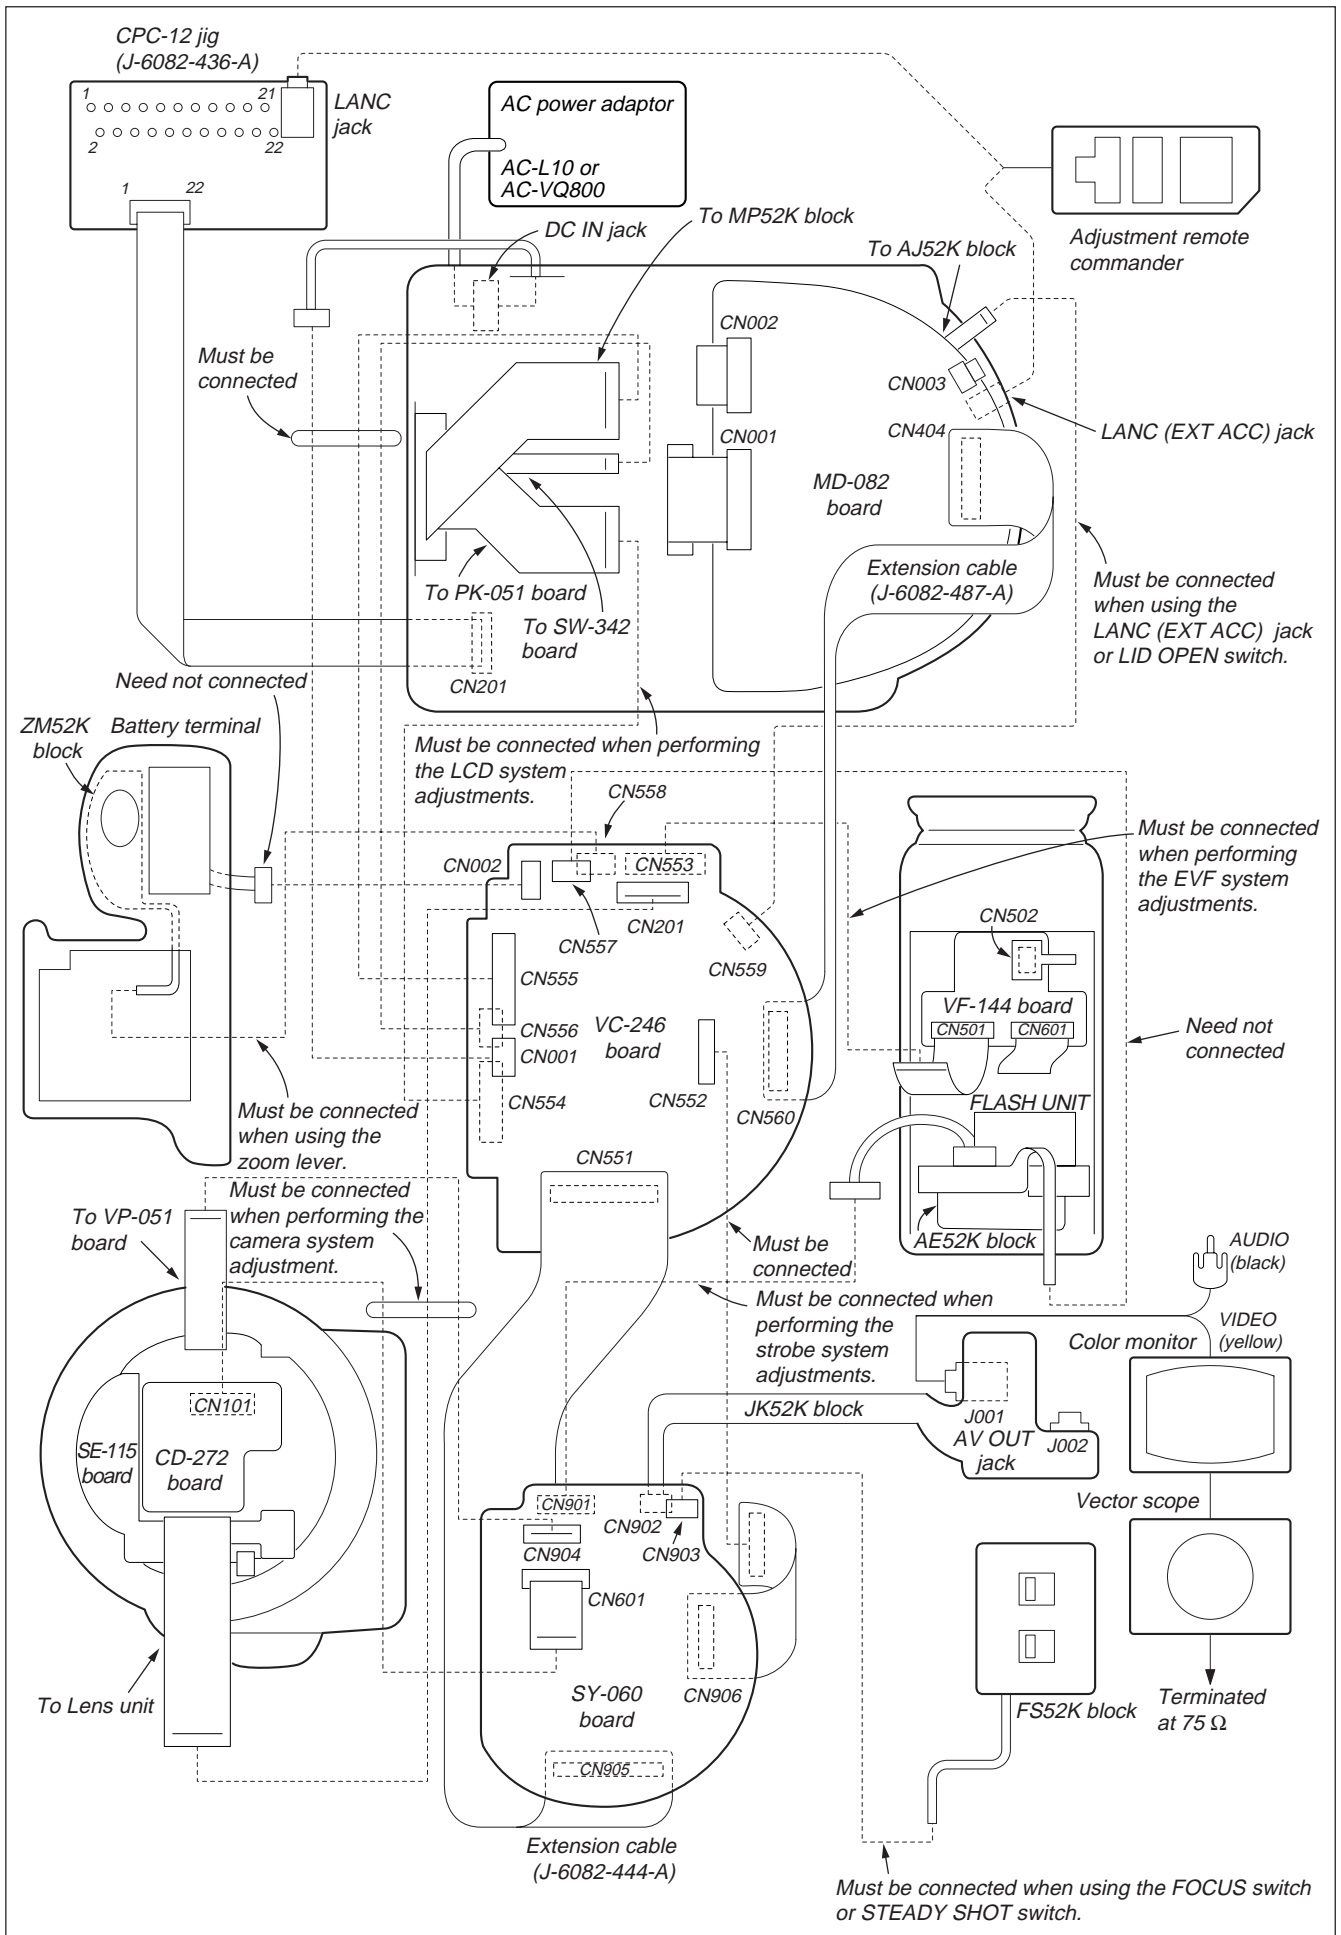 CPC-12 jig
(J-6082-436-A)
1
21
LANC
jack
2
22
1
22
AC power adaptor
AC-L10 or
AC-VQ800
DC IN jack
To MP52K block
To AJ52K block
Adjustment remote
commander
Must be
connected
CN002
CN003
CN001
CN404
LANC (EXT ACC) jack
MD-082
board
Extension cable
(J-6082-487-A)
To PK-051 board
To SW-342
board
CN201
Must be connected
when using the
LANC (EXT ACC) jack
or LID OPEN switch.
Need not connected
ZM52K
block
Battery terminal
Must be connected when performing
the LCD system
adjustments.
CN558
CN002
CN553
CN557
CN201
CN559
CN555
CN556
CN001
CN554
VC-246
board
CN552
CN560
CN551
Must be connected
when performing
the EVF system
adjustments.
CN502
VF-144 board
CN501
CN601
Need not
connected
FLASH UNIT
AE52K block
Must be connected
when using the
zoom lever.
Must be connected
when performing the
camera system
adjustment.
To VP-051
board
Must be
connected
Must be connected when
performing the
strobe system
adjustments.
AUDIO
(black)
VIDEO
(yellow)
Color monitor
CN101
SE-115
board
CD-272
board
JK52K block
J001
AV OUT
jack
J002
Vector scope
CN901
CN902
CN903
CN904
CN601
CN906
SY-060
board
CN905
To Lens unit
FS52K block
Terminated
at 75 Ω
Extension cable
(J-6082-444-A)
Must be connected when using the FOCUS switch
or STEADY SHOT switch.